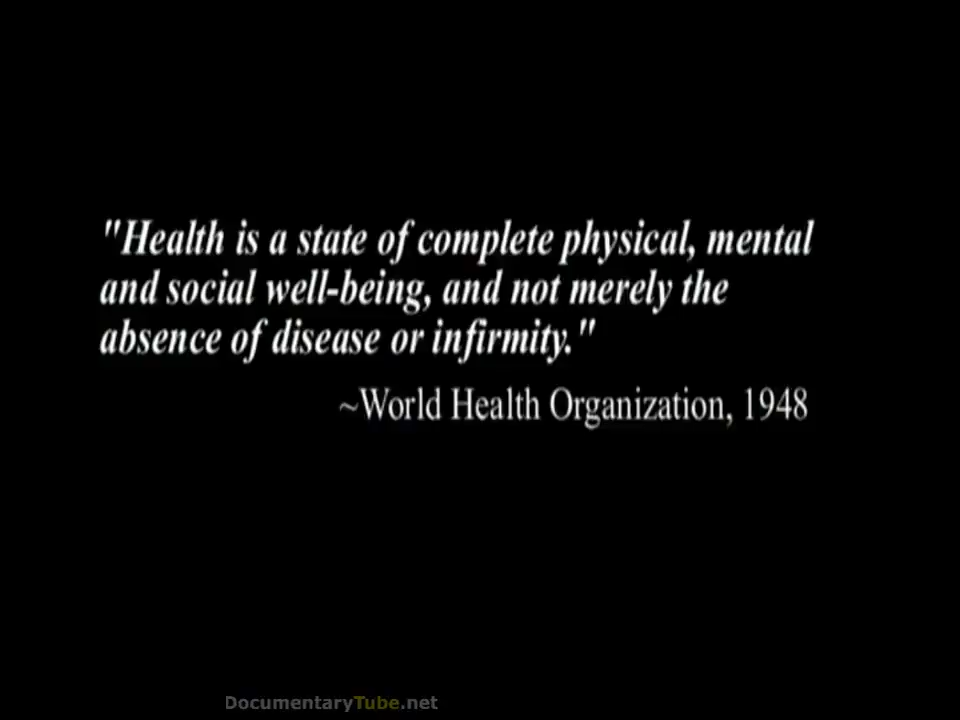 "Health is a state of complete physical, mental
and social well-being, and not merely the
absence of disease or infirmity."
~World Health Organization, 1948
DocumentaryTube.net